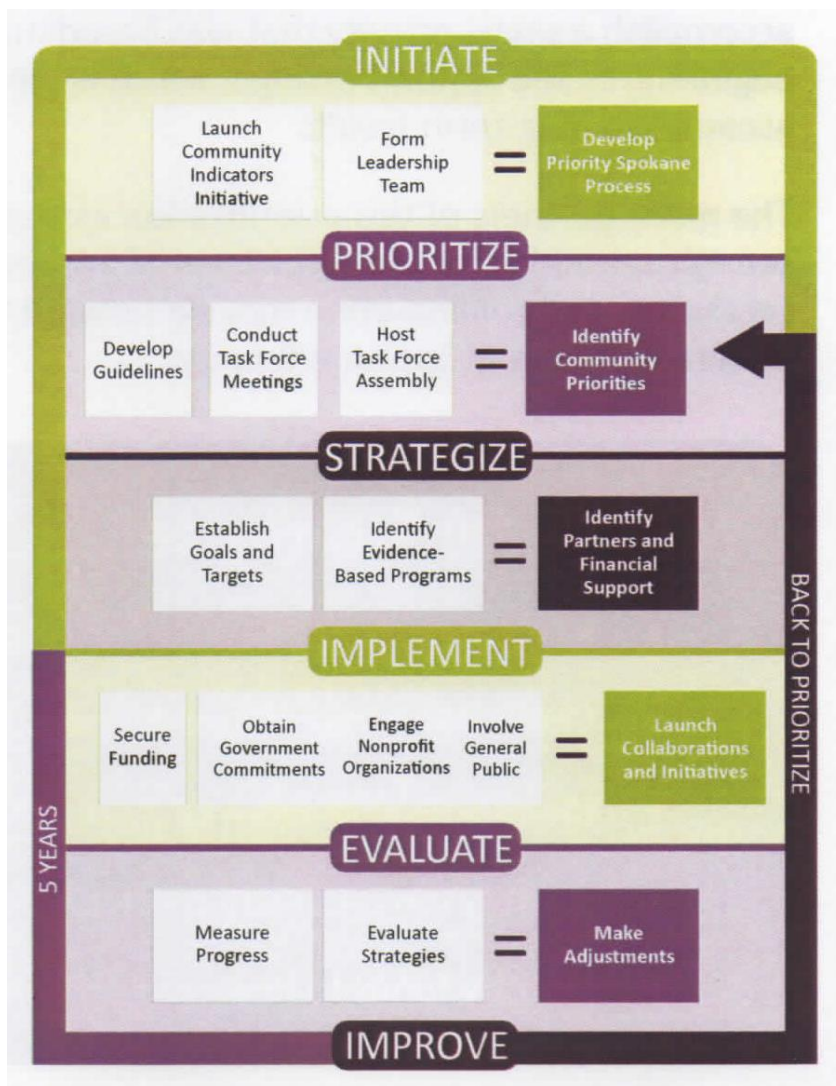 INITIATE
Launch
Community
Indicators
Initiative
Form
Leadership
Team
=
Develop
Priority Spokane
Process
PRIORITIZE
Develop
Guidelines
Conduct
Task Force
Meetings
Host
Task Force
Assembly
=
Identify
Community
Priorities
STRATEGIZE
Establish
Goals and
Targets
Identify
Evidence-
Based Programs
=
Identify
Partners and
Financial
Support
IMPLEMENT
Secure
Funding
Obtain
Government
Commitments
Engage
Nonprofit
Organizations
Involve
General
Public
=
Launch
Collaborations
and Initiatives
EVALUATE
Measure
Progress
Evaluate
Strategies
=
Make
Adjustments
IMPROVE
5 YEARS
BACK TO PRIORITIZE